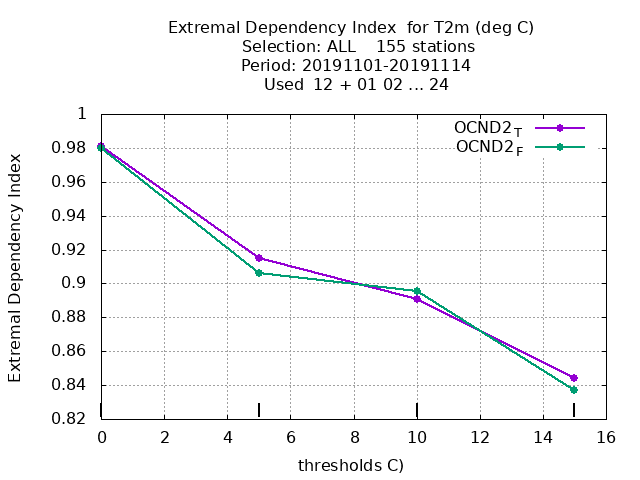 Extremal Dependency Index  for T2m (deg C)
Selection: ALL    155 stations
Period: 20191101-20191114
Used  12 + 01 02 ... 24
OCND2T
OCND2F
Extremal Dependency Index
1
0.98
0.96
0.94
0.92
0.9
0.88
0.86
0.84
0.82
0 2 4 6 8 10 12 14 16
thresholds C)